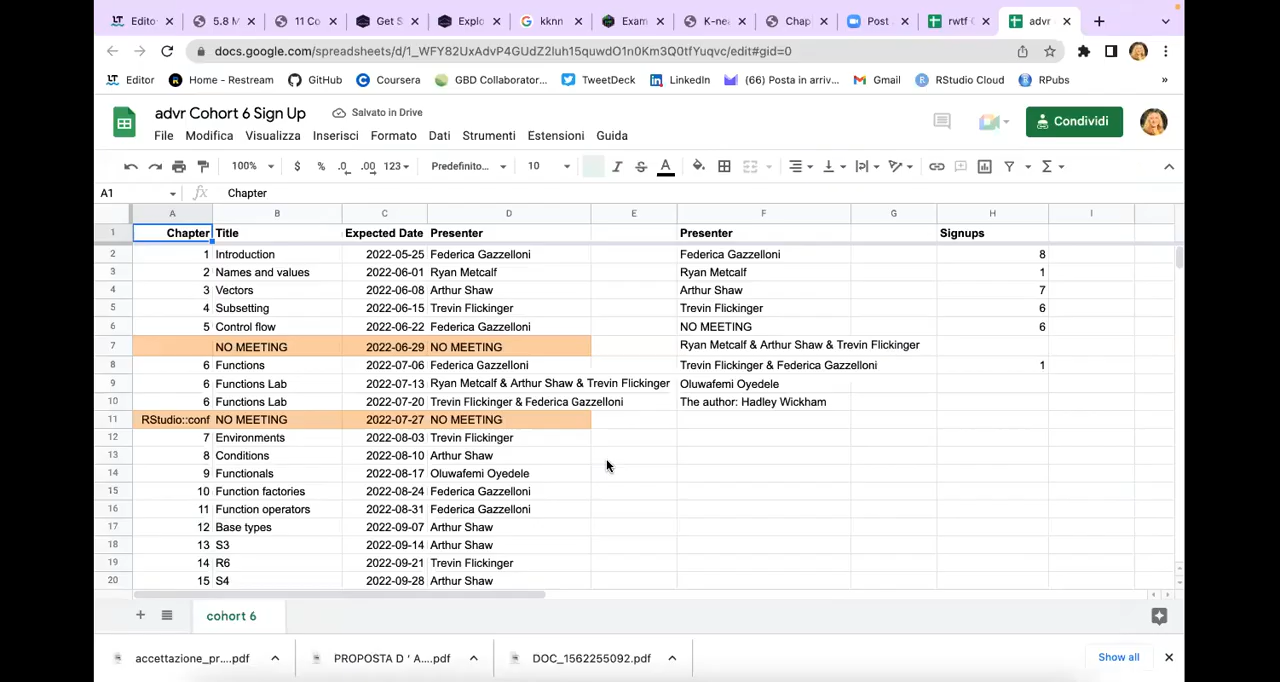 Edito
5.8 M
11 Co
Get S
Explo
kknn
Exam
K-nea
Chap
Post
rwtf
advr
docs.google.com/spreadsheets/d/1_WFY82UxAdvP4GUdZ2luh15quwdO1n0Km3Q0tfYuqvc/edit#gid=0
Editor
Home - Restream
GitHub
Coursera
GBD Collaborator...
TweetDeck
LinkedIn
(66) Posta in arriv...
Gmail
RStudio Cloud
RPubs
»
advr Cohort 6 Sign Up
Salvato in Drive
File Modifica Visualizza Inserisci Formato Dati Strumenti Estensioni Guida
Condividi
100% $ % .0 .00 123 Predefinito... 10 I S A Σ
A1 fx Chapter
A B C D E F G H I
1 Chapter Title Expected Date Presenter Presenter Signups
2 1 Introduction 2022-05-25 Federica Gazzelloni Federica Gazzelloni 8
3 2 Names and values 2022-06-01 Ryan Metcalf Ryan Metcalf 1
4 3 Vectors 2022-06-08 Arthur Shaw Arthur Shaw 7
5 4 Subsetting 2022-06-15 Trevin Flickinger Trevin Flickinger 6
6 5 Control flow 2022-06-22 Federica Gazzelloni NO MEETING 6
7 NO MEETING 2022-06-29 NO MEETING Ryan Metcalf & Arthur Shaw & Trevin Flickinger
8 6 Functions 2022-07-06 Federica Gazzelloni Trevin Flickinger & Federica Gazzelloni 1
9 6 Functions Lab 2022-07-13 Ryan Metcalf & Arthur Shaw & Trevin Flickinger Oluwafemi Oyedele
10 6 Functions Lab 2022-07-20 Trevin Flickinger & Federica Gazzelloni The author: Hadley Wickham
11 RStudio::conf NO MEETING 2022-07-27 NO MEETING
12 7 Environments 2022-08-03 Trevin Flickinger
13 8 Conditions 2022-08-10 Arthur Shaw
14 9 Functionals 2022-08-17 Oluwafemi Oyedele
15 10 Function factories 2022-08-24 Federica Gazzelloni
16 11 Function operators 2022-08-31 Federica Gazzelloni
17 12 Base types 2022-09-07 Arthur Shaw
18 13 S3 2022-09-14 Arthur Shaw
19 14 R6 2022-09-21 Trevin Flickinger
20 15 S4 2022-09-28 Arthur Shaw
cohort 6
accettazione_pr....pdf
PROPOSTA D ' A....pdf
DOC_1562255092.pdf
Show all